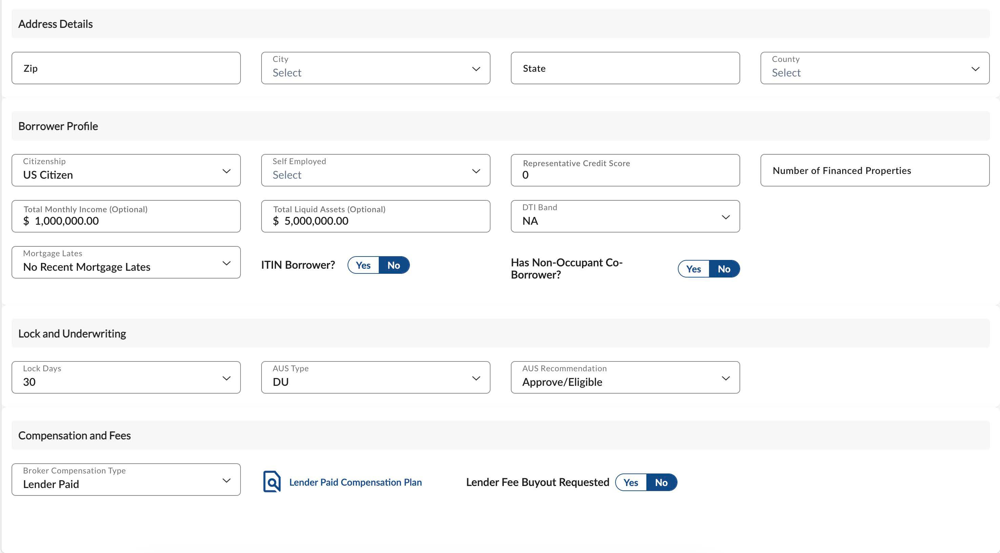 Address Details
Zip
City
Select
State
County
Select
Borrower Profile
Citizenship
US Citizen
Self Employed
Select
Representative Credit Score
0
Number of Financed Properties
Total Monthly Income (Optional)
$ 1,000,000.00
Total Liquid Assets (Optional)
$ 5,000,000.00
DTI Band
NA
Mortgage Lates
No Recent Mortgage Lates
ITIN Borrower?
Yes No
Has Non-Occupant Co-
Borrower?
Yes No
Lock and Underwriting
Lock Days
30
AUS Type
DU
AUS Recommendation
Approve/Eligible
Compensation and Fees
Broker Compensation Type
Lender Paid
Lender Paid Compensation Plan
Lender Fee Buyout Requested
Yes No